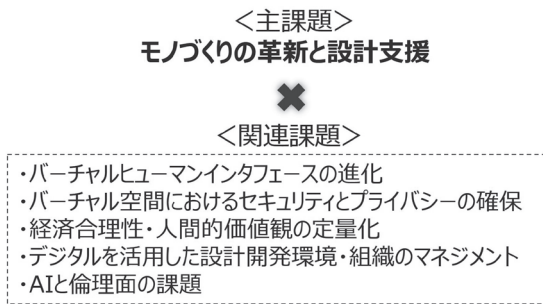 ＜主課題＞
モノづくりの革新と設計支援
✖
＜関連課題＞
・バーチャルヒューマンインタフェースの進化
・バーチャル空間におけるセキュリティとプライバシーの確保
・経済合理性・人間的価値観の定量化
・デジタルを活用した設計開発環境・組織のマネジメント
・AIと倫理面の課題